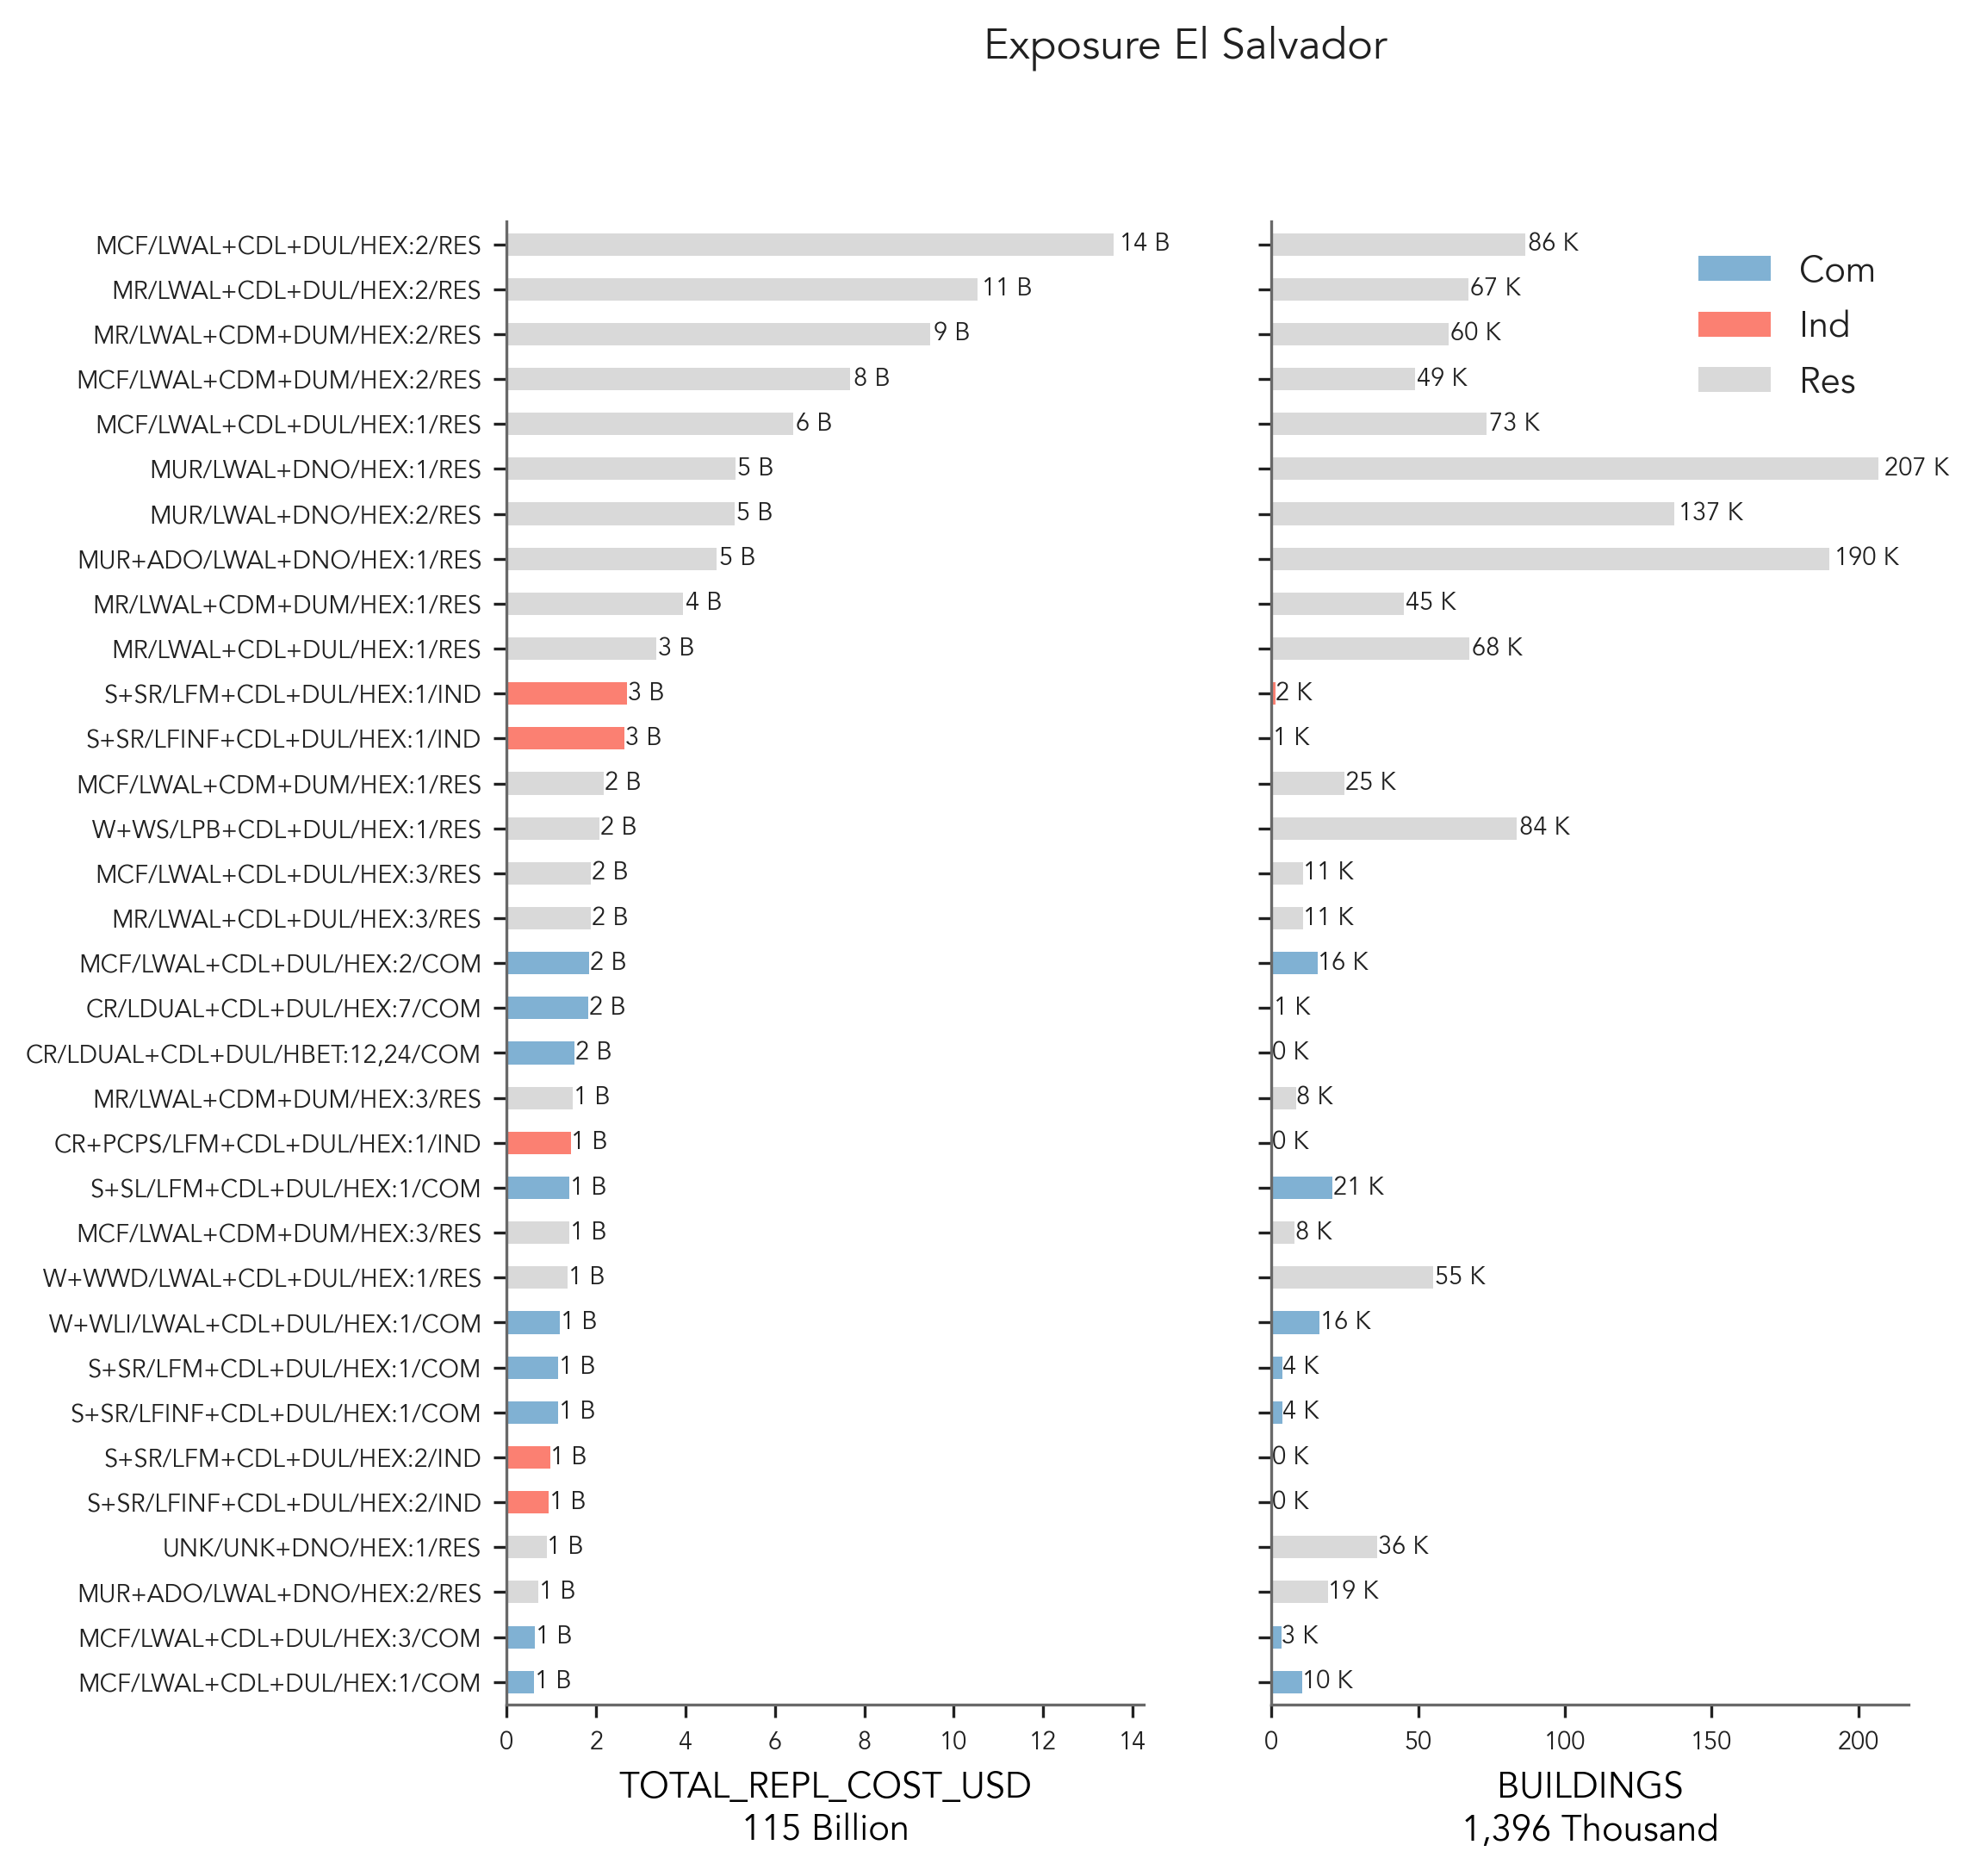 Exposure El Salvador
MCF/LWAL+CDL+DUL/HEX:2/RES 14 B 86 K
MR/LWAL+CDL+DUL/HEX:2/RES 11 B 67 K
MR/LWAL+CDM+DUM/HEX:2/RES 9 B 60 K
MCF/LWAL+CDM+DUM/HEX:2/RES 8 B 49 K
MCF/LWAL+CDL+DUL/HEX:1/RES 6 B 73 K
MUR/LWAL+DNO/HEX:1/RES 5 B 207 K
MUR/LWAL+DNO/HEX:2/RES 5 B 137 K
MUR+ADO/LWAL+DNO/HEX:1/RES 5 B 190 K
MR/LWAL+CDM+DUM/HEX:1/RES 4 B 45 K
MR/LWAL+CDL+DUL/HEX:1/RES 3 B 68 K
S+SR/LFM+CDL+DUL/HEX:1/IND 3 B 2 K
S+SR/LFINF+CDL+DUL/HEX:1/IND 3 B 1 K
MCF/LWAL+CDM+DUM/HEX:1/RES 2 B 25 K
W+WS/LPB+CDL+DUL/HEX:1/RES 2 B 84 K
MCF/LWAL+CDL+DUL/HEX:3/RES 2 B 11 K
MR/LWAL+CDL+DUL/HEX:3/RES 2 B 11 K
MCF/LWAL+CDL+DUL/HEX:2/COM 2 B 16 K
CR/LDUAL+CDL+DUL/HEX:7/COM 2 B 1 K
CR/LDUAL+CDL+DUL/HBET:12,24/COM 2 B 0 K
MR/LWAL+CDM+DUM/HEX:3/RES 1 B 8 K
CR+PCPS/LFM+CDL+DUL/HEX:1/IND 1 B 0 K
S+SL/LFM+CDL+DUL/HEX:1/COM 1 B 21 K
MCF/LWAL+CDM+DUM/HEX:3/RES 1 B 8 K
W+WWD/LWAL+CDL+DUL/HEX:1/RES 1 B 55 K
W+WLI/LWAL+CDL+DUL/HEX:1/COM 1 B 16 K
S+SR/LFM+CDL+DUL/HEX:1/COM 1 B 4 K
S+SR/LFINF+CDL+DUL/HEX:1/COM 1 B 4 K
S+SR/LFM+CDL+DUL/HEX:2/IND 1 B 0 K
S+SR/LFINF+CDL+DUL/HEX:2/IND 1 B 0 K
UNK/UNK+DNO/HEX:1/RES 1 B 36 K
MUR+ADO/LWAL+DNO/HEX:2/RES 1 B 19 K
MCF/LWAL+CDL+DUL/HEX:3/COM 1 B 3 K
MCF/LWAL+CDL+DUL/HEX:1/COM 1 B 10 K
Com
Ind
Res
0 2 4 6 8 10 12 14
TOTAL_REPL_COST_USD
115 Billion
0 50 100 150 200
BUILDINGS
1,396 Thousand